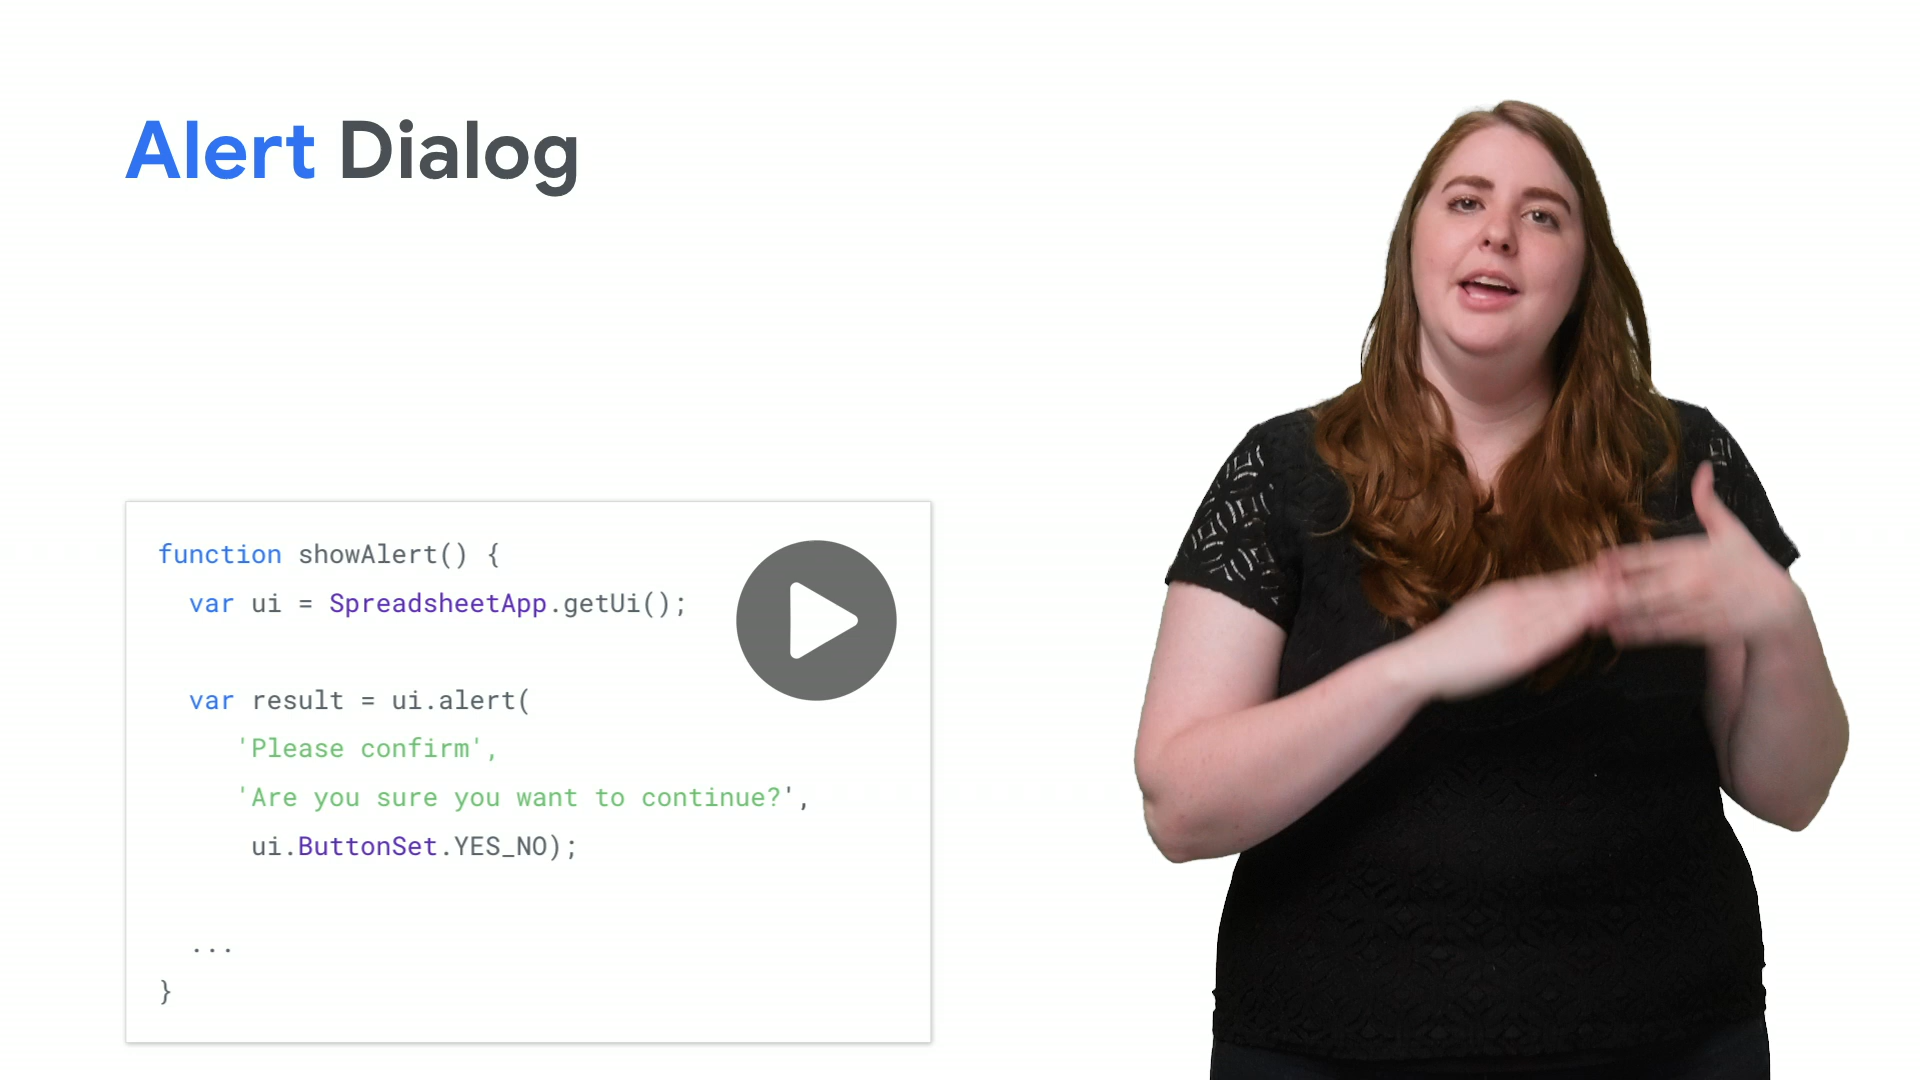 Alert Dialog
function showAlert() {
var ui = SpreadsheetApp.getUi();
var result = ui.alert(
'Please confirm',
'Are you sure you want to continue?',
ui.ButtonSet.YES_NO);
...
}